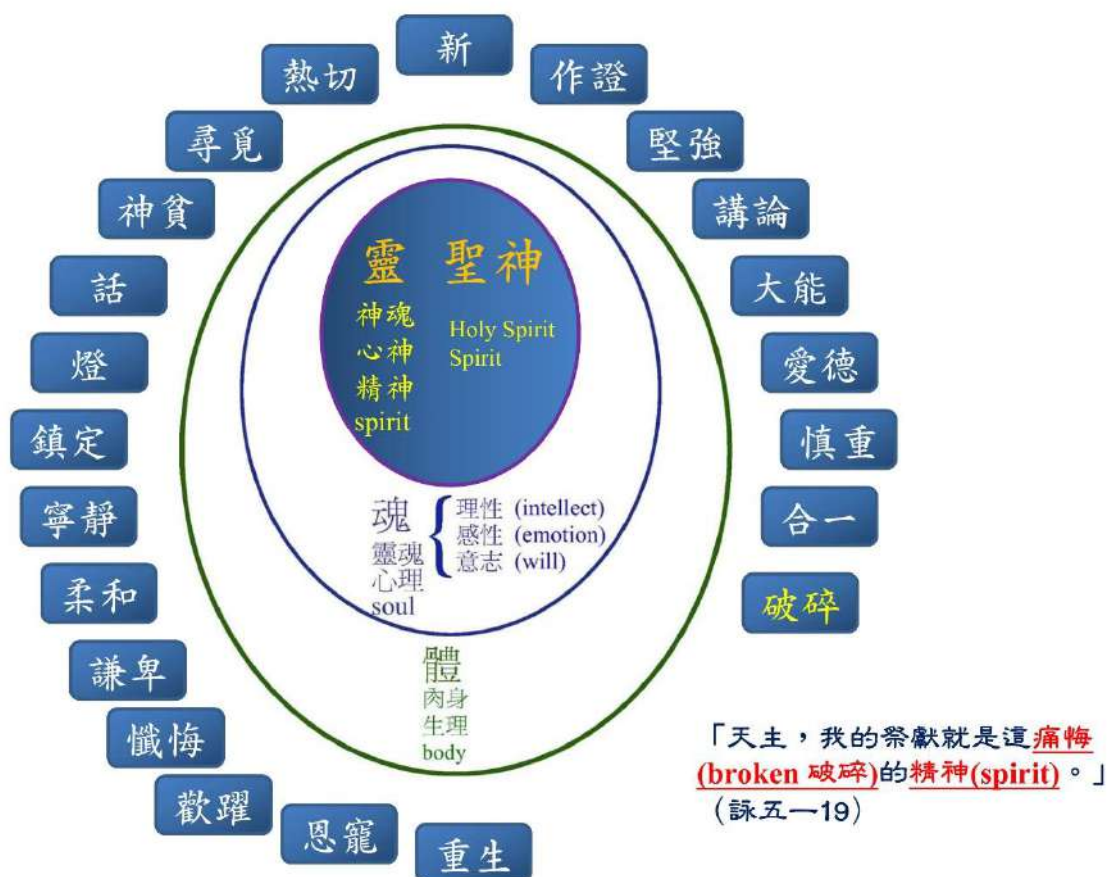 新
熱切
作證
尋覓
堅強
神貧
講論
話
大能
燈
愛德
鎮定
慎重
寧靜
合一
柔和
破碎
謙卑
懺悔
歡躍
恩寵
重生
靈 聖神
神魂
心神
精神
spirit
Holy Spirit
Spirit
魂
靈魂
心理
soul
理性 (intellect)
感性 (emotion)
意志 (will)
體
肉身
生理
body
「天主，我的祭獻就是這痛悔
(broken 破碎)的精神(spirit)。」
（詠五一19）